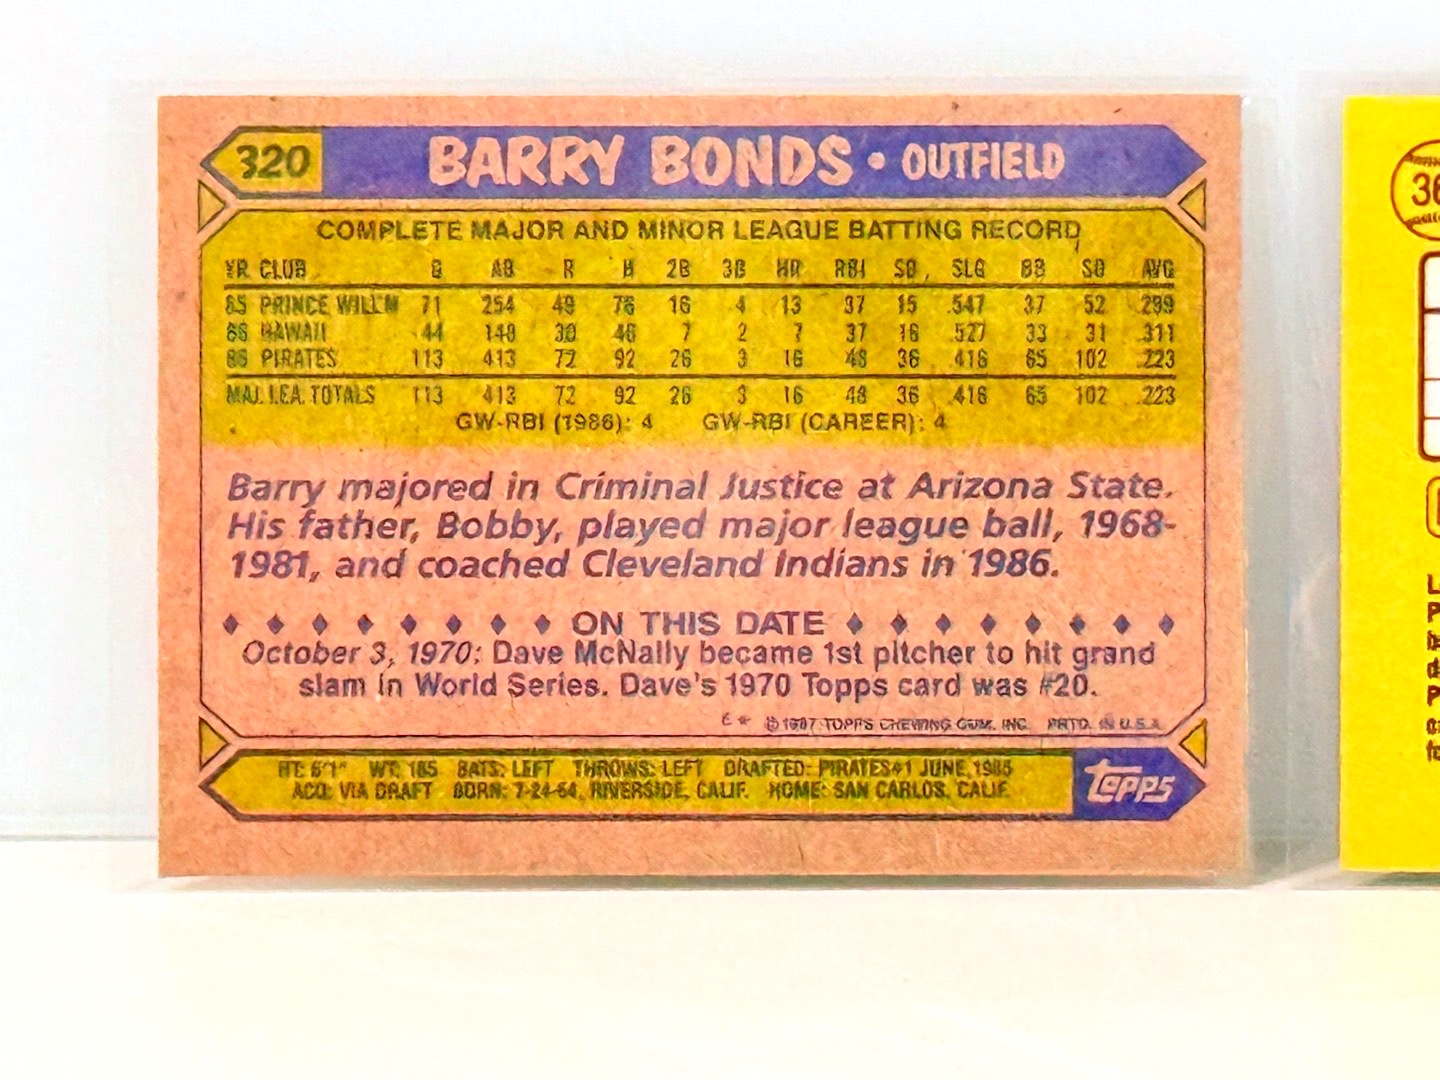 320 BARRY BONDS • OUTFIELD
COMPLETE MAJOR AND MINOR LEAGUE BATTING RECORD
YR CLUB G AB R H 2B 3B HR RBI SB SLG BB SO AVG
85 PRINCE WILL'M 71 254 49 76 16 4 13 37 15 .547 37 52 .299
86 HAWAII 44 148 30 46 7 2 7 37 16 .527 33 31 .311
86 PIRATES 113 413 72 92 26 3 16 48 36 .416 65 102 .223
MAJ. LEA. TOTALS 113 413 72 92 26 3 16 48 36 .416 65 102 .223
GW-RBI (1986): 4 GW-RBI (CAREER): 4
Barry majored in Criminal Justice at Arizona State.
His father, Bobby, played major league ball, 1968-
1981, and coached Cleveland Indians in 1986.
♦ ♦ ♦ ♦ ♦ ♦ ♦ ♦ ON THIS DATE ♦ ♦ ♦ ♦ ♦ ♦ ♦ ♦
October 3, 1970: Dave McNally became 1st pitcher to hit grand
slam in World Series. Dave's 1970 Topps card was #20.
© 1987 TOPPS CHEWING GUM, INC. PRTD. IN U.S.A.
HT: 6'1" WT: 185 BATS: LEFT THROWS: LEFT DRAFTED: PIRATES#1 JUNE, 1985
ACQ: VIA DRAFT BORN: 7-24-64, RIVERSIDE, CALIF. HOME: SAN CARLOS, CALIF.
topps